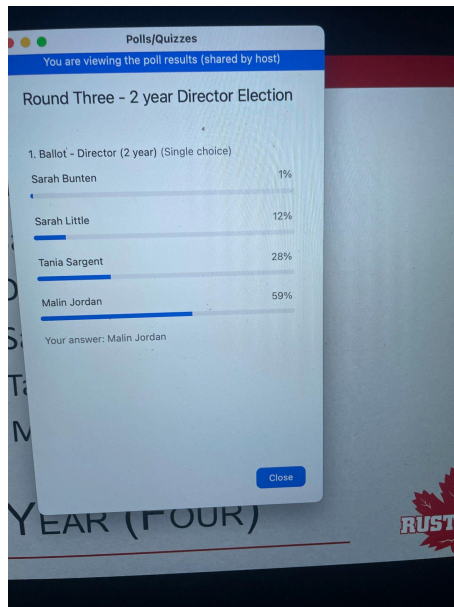 Polls/Quizzes
You are viewing the poll results (shared by host)
Round Three - 2 year Director Election
1. Ballot - Director (2 year) (Single choice)
Sarah Bunten 1%
Sarah Little 12%
Tania Sargent 28%
Malin Jordan 59%
Your answer: Malin Jordan
Close
YEAR (FOUR)